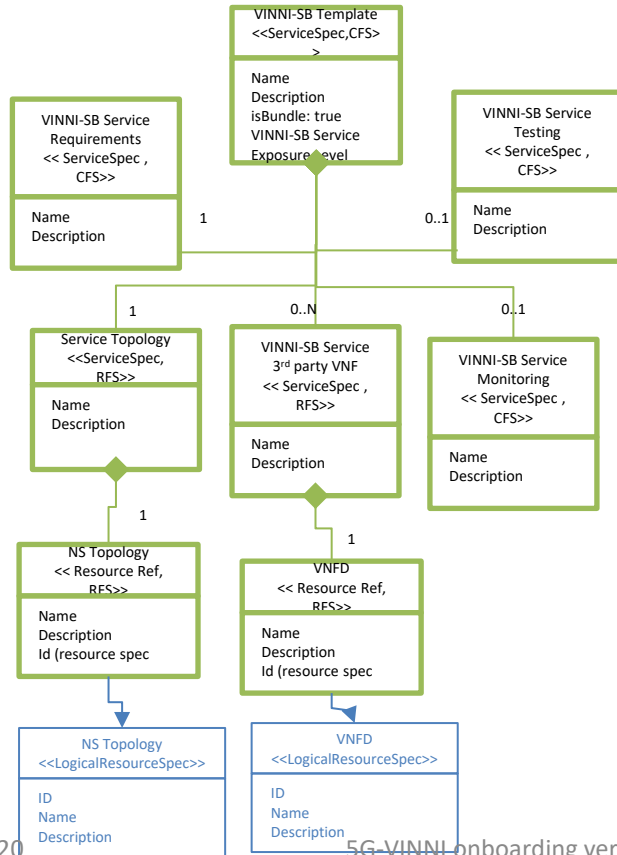 VINNI-SB Template
<<ServiceSpec,CFS>
>
Name
Description
isBundle: true
VINNI-SB Service
Exposure Level
VINNI-SB Service
Requirements
<< ServiceSpec ,
CFS>>
Name
Description
VINNI-SB Service
Testing
<< ServiceSpec ,
CFS>>
Name
Description
1
0..1
1
0..N
0..1
Service Topology
<<ServiceSpec,
RFS>>
Name
Description
VINNI-SB Service
3rd party VNF
<< ServiceSpec ,
RFS>>
Name
Description
VINNI-SB Service
Monitoring
<< ServiceSpec ,
CFS>>
Name
Description
1
1
NS Topology
<< Resource Ref,
RFS>>
Name
Description
Id (resource spec
VNFD
<< Resource Ref,
RFS>>
Name
Description
Id (resource spec
NS Topology
<<LogicalResourceSpec>>
ID
Name
Description
VNFD
<<LogicalResourceSpec>>
ID
Name
Description
20
5G-VINNI onboarding ver